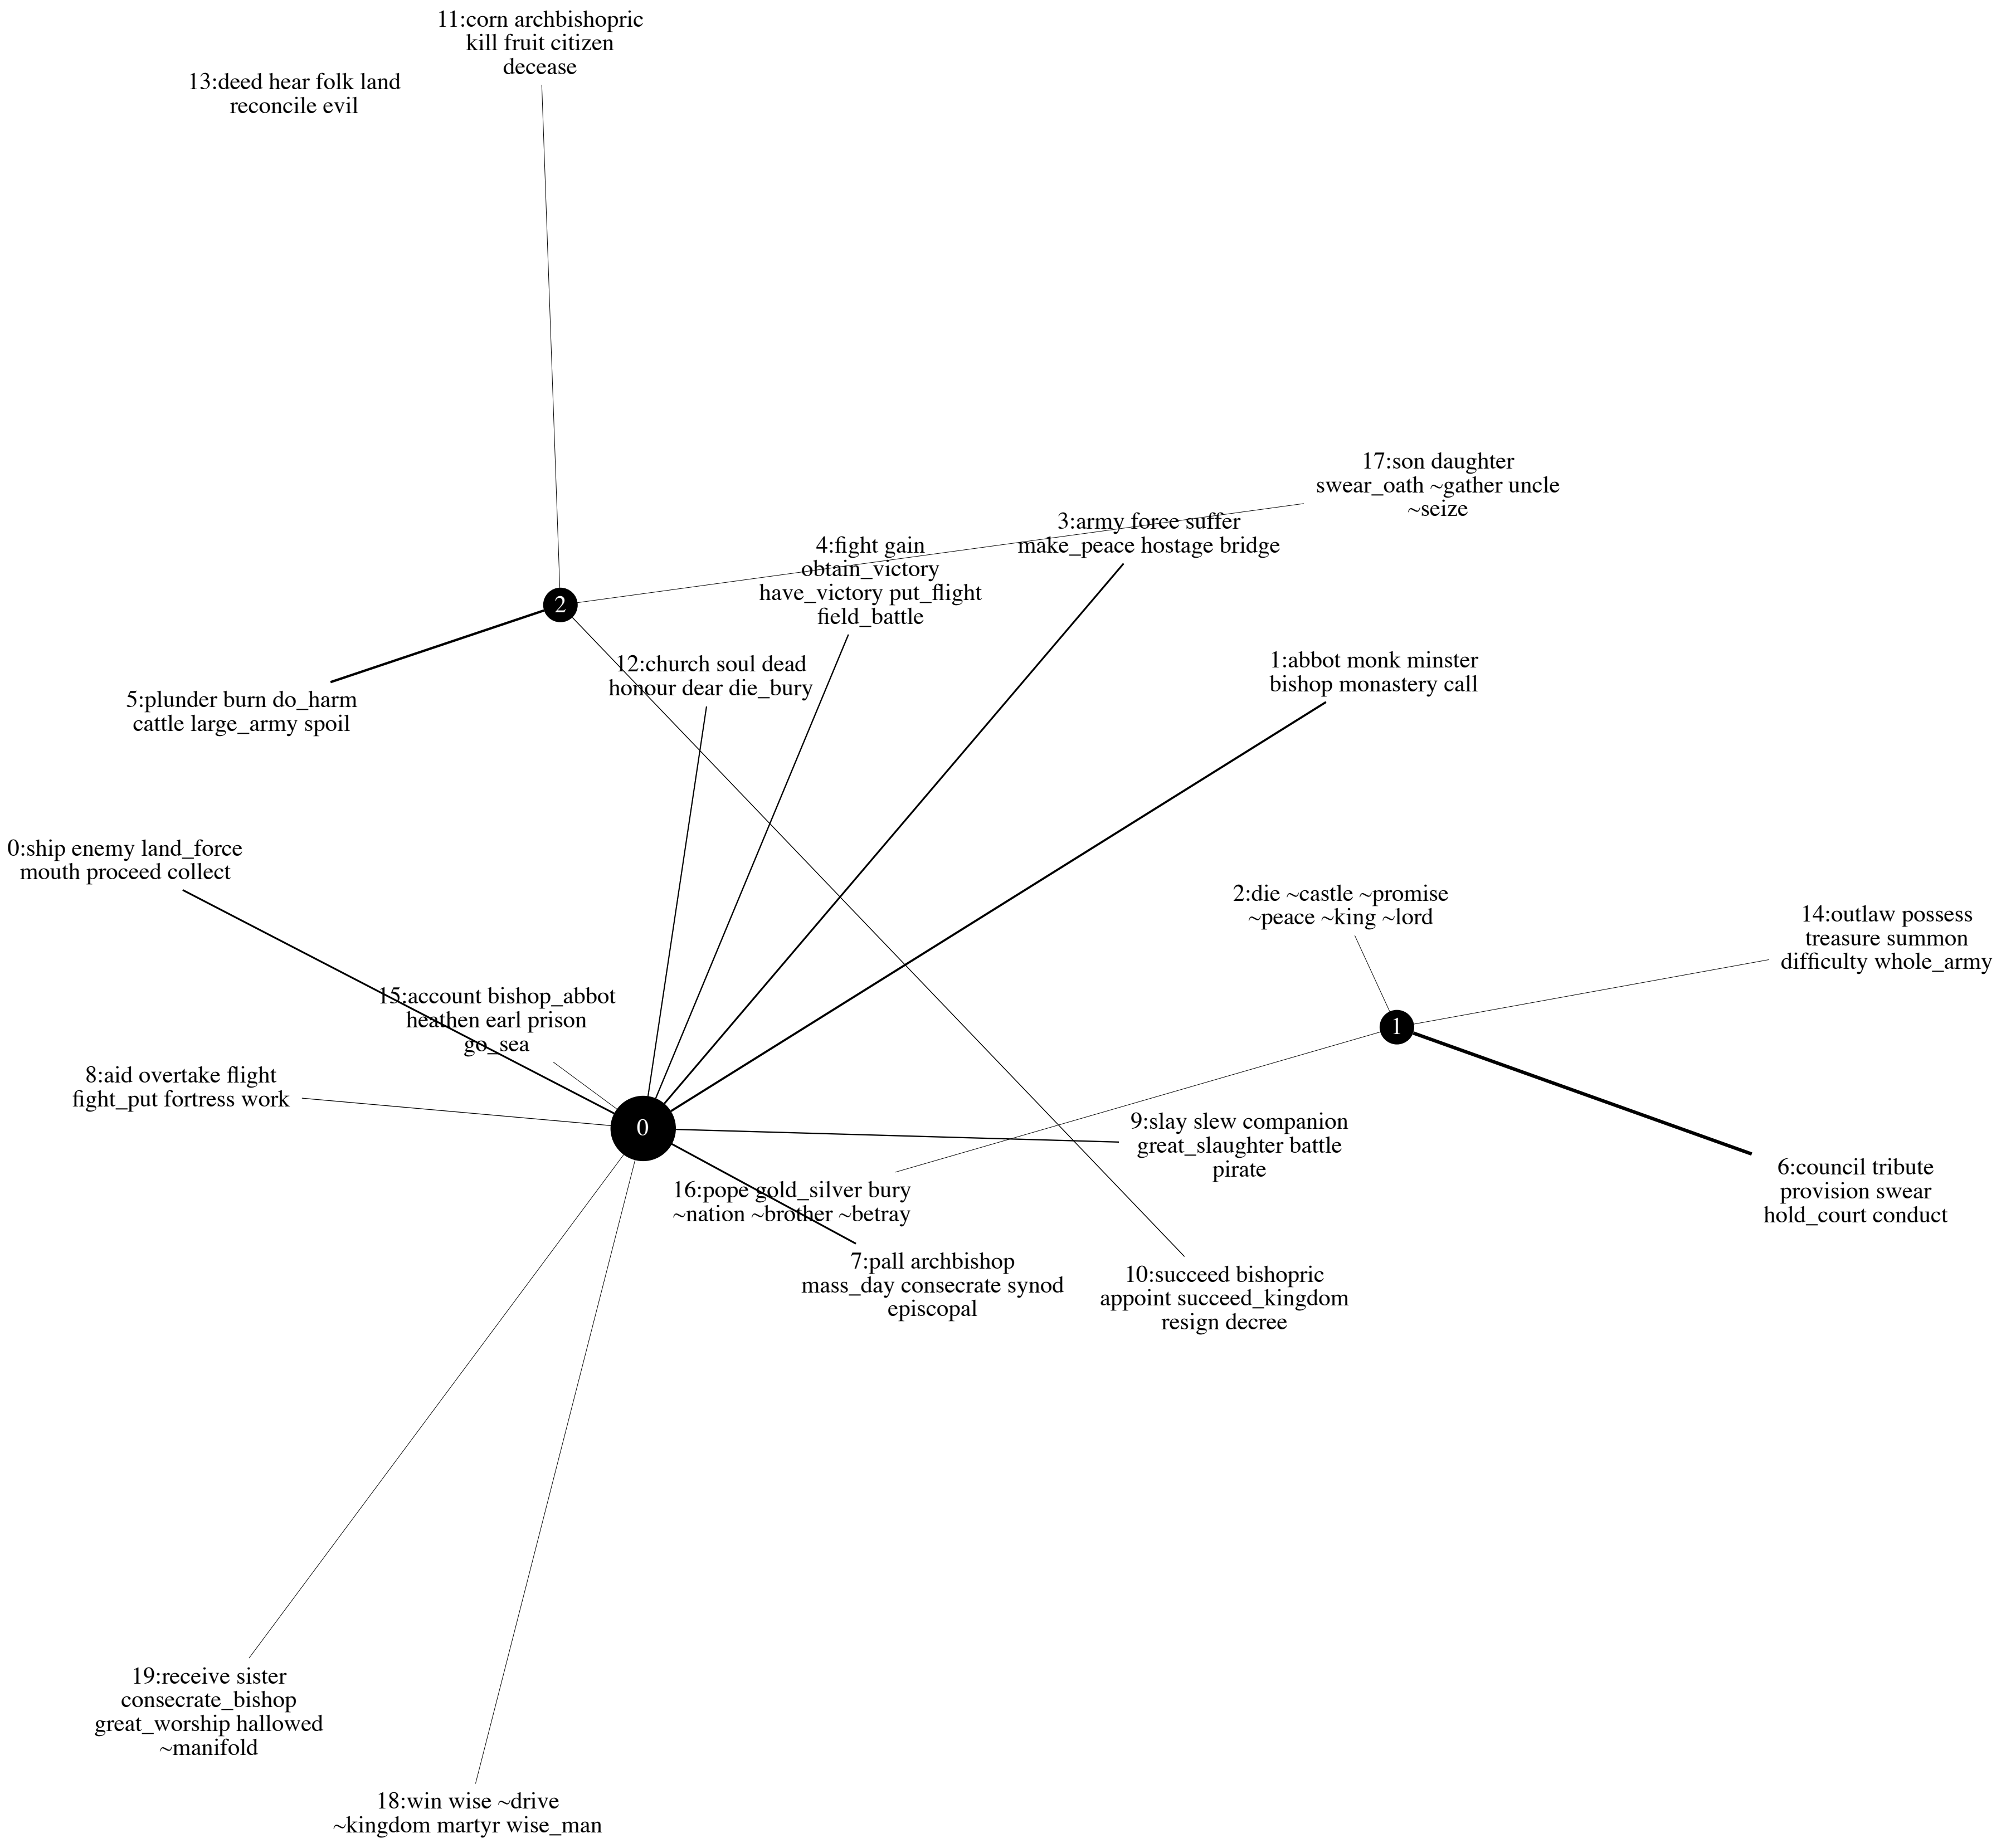 11:corn archbishopric
kill fruit citizen
decease
13:deed hear folk land
reconcile evil
17:son daughter
swear_oath ~gather uncle
~seize
3:army force suffer
make_peace hostage bridge
4:fight gain
obtain_victory
have_victory put_flight
field_battle
2
12:church soul dead
honour dear die_bury
1:abbot monk minster
bishop monastery call
5:plunder burn do_harm
cattle large_army spoil
0:ship enemy land_force
mouth proceed collect
2:die ~castle ~promise
~peace ~king ~lord
14:outlaw possess
treasure summon
difficulty whole_army
15:account bishop_abbot
heathen earl prison
go_sea
1
8:aid overtake flight
fight_put fortress work
0
9:slay slew companion
great_slaughter battle
pirate
6:council tribute
provision swear
hold_court conduct
16:pope gold_silver bury
~nation ~brother ~betray
7:pall archbishop
mass_day consecrate synod
episcopal
10:succeed bishopric
appoint succeed_kingdom
resign decree
19:receive sister
consecrate_bishop
great_worship hallowed
~manifold
18:win wise ~drive
~kingdom martyr wise_man